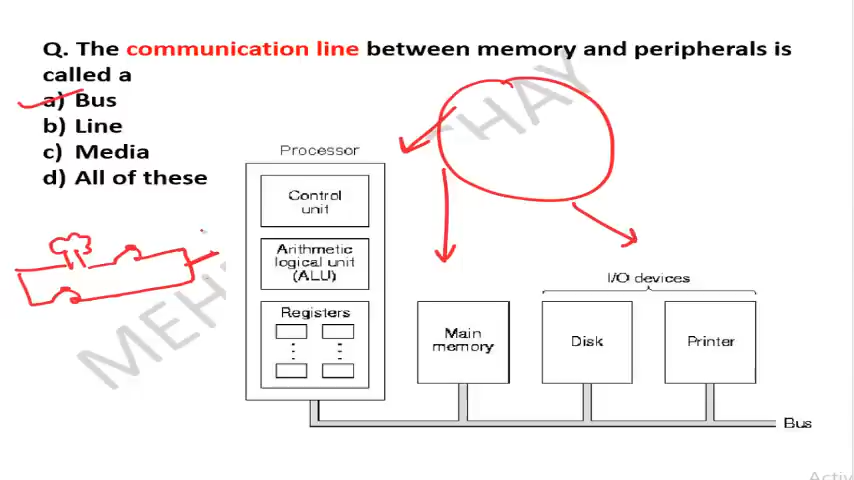 Q. The communication line between memory and peripherals is
called a
a) Bus
b) Line
c) Media
d) All of these
Processor
Control
unit
Arithmetic
logical unit
(ALU)
Registers
I/O devices
Main
memory
Disk
Printer
Bus